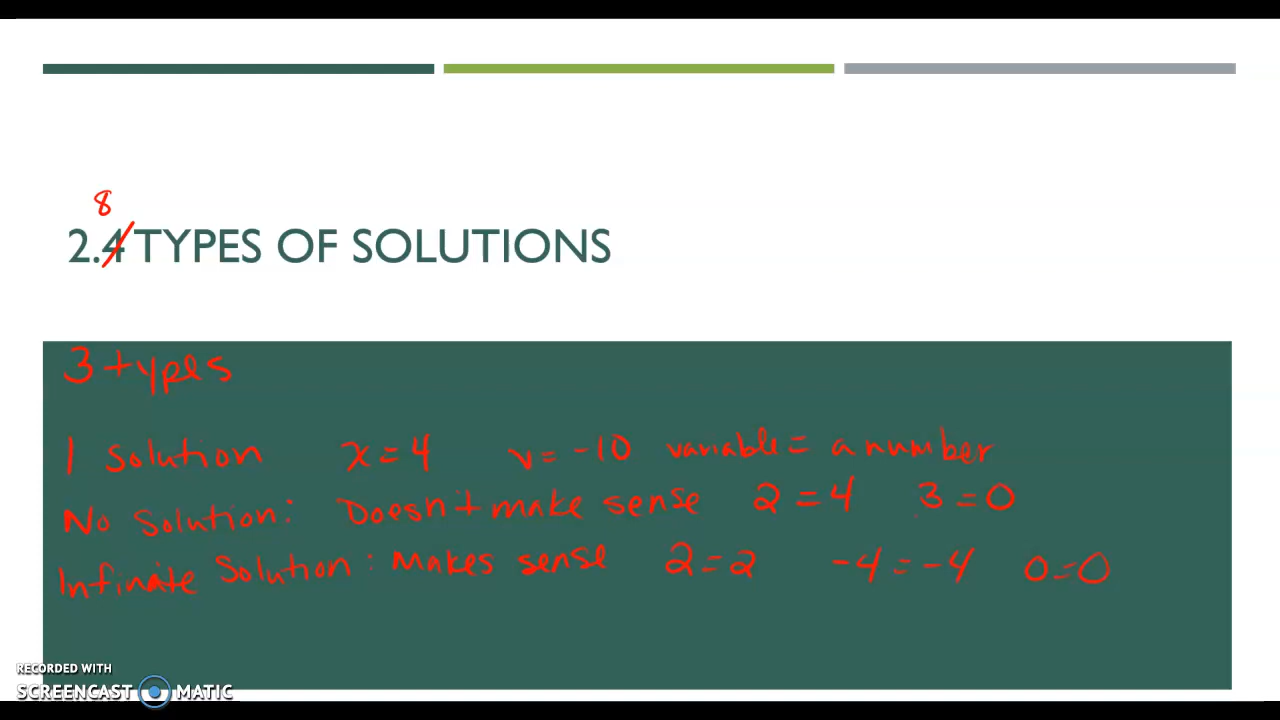 8
2.4 TYPES OF SOLUTIONS
3 types
1 Solution x = 4 v = -10 variable = a number
No Solution: Doesn't make sense 2 = 4 3 = 0
Infinate Solution: Makes sense 2 = 2 -4 = -4 0 = 0
RECORDED WITH
SCREENCAST MATIC